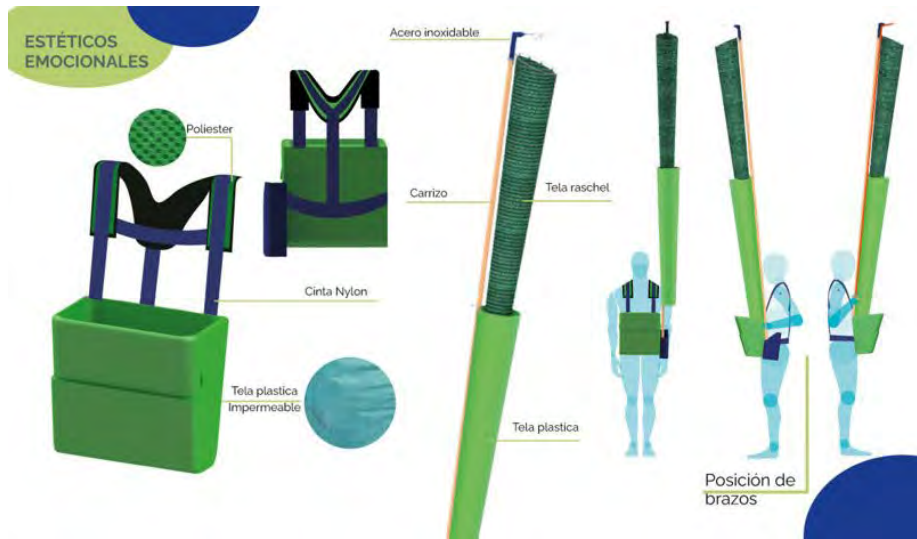 ESTÉTICOS
EMOCIONALES
Acero inoxidable
Poliester
Carrizo
Tela raschel
Cinta Nylon
Tela plastica
Impermeable
Tela plastica
Posición de
brazos